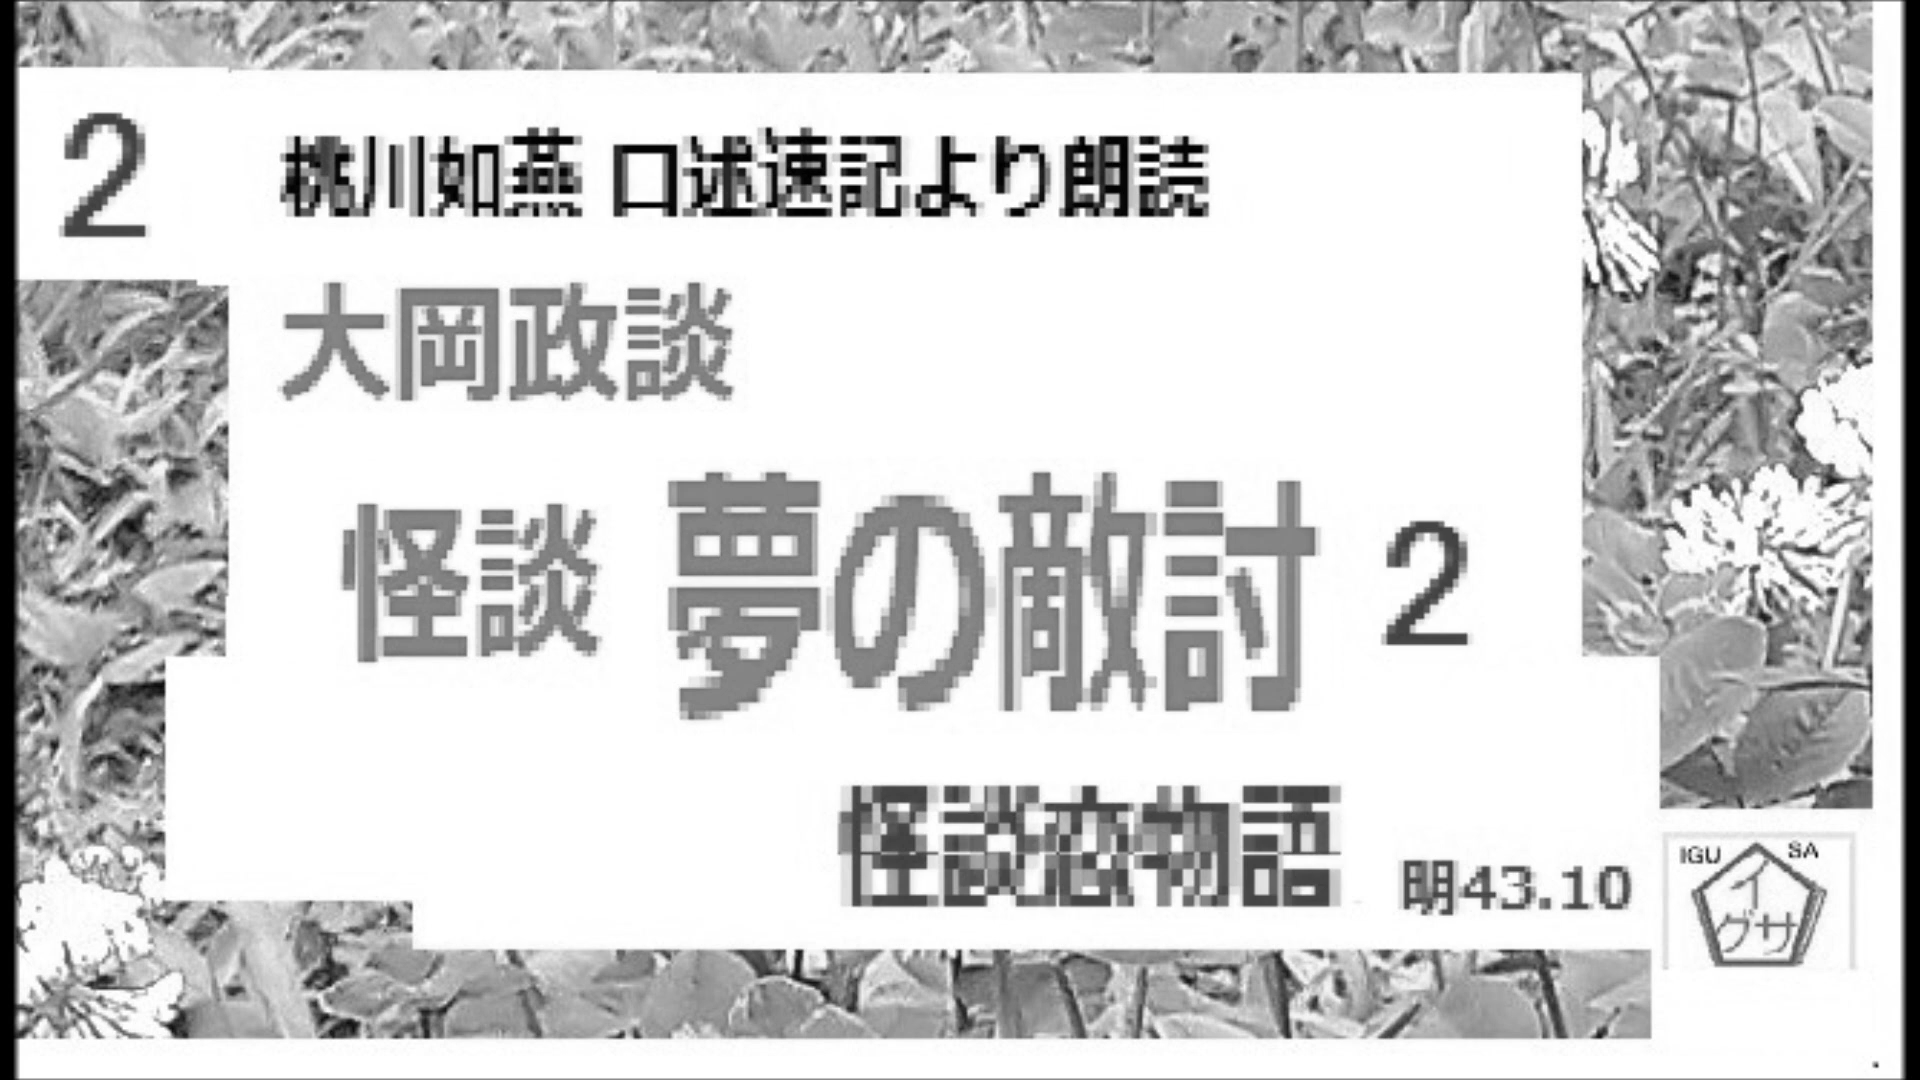 2
桃川如燕 口述速記より朗読
大岡政談
怪談 夢の敵討 2
怪談恋物語
明43.10
IGU SA
イ
グサ